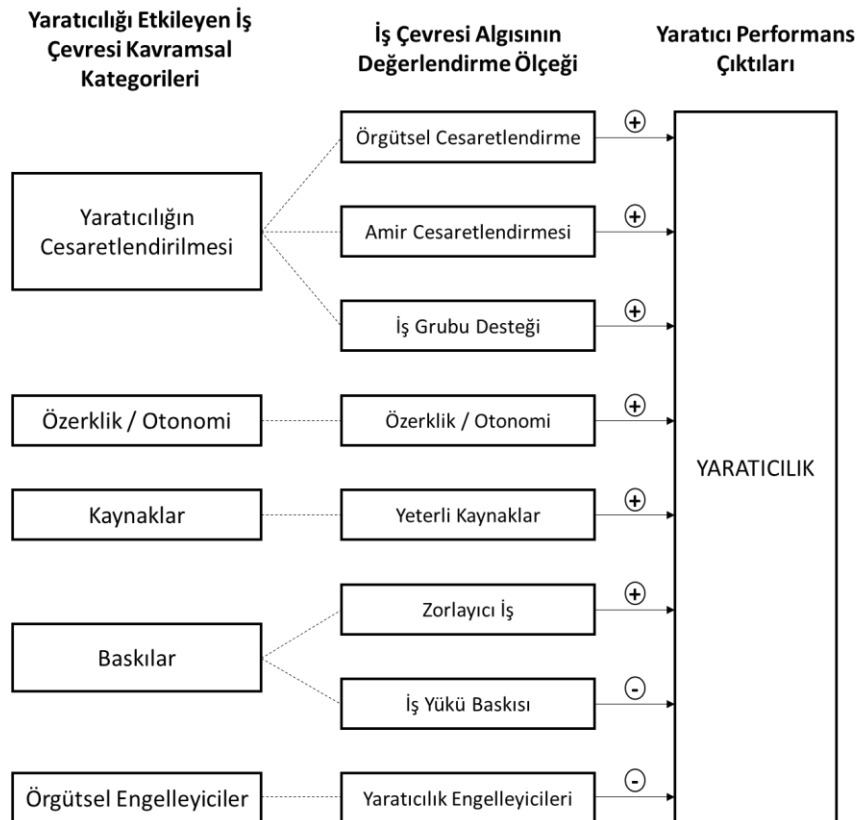 Yaratıcılığı Etkileyen İş
Çevresi Kavramsal
Kategorileri
İş Çevresi Algısının
Değerlendirme Ölçeği
Yaratıcı Performans
Çıktıları
Yaratıcılığın
Cesaretlendirilmesi
Örgütsel Cesaretlendirme
+
Amir Cesaretlendirmesi
+
İş Grubu Desteği
+
Özerklik / Otonomi
Özerklik / Otonomi
+
Kaynaklar
Yeterli Kaynaklar
+
Baskılar
Zorlayıcı İş
+
İş Yükü Baskısı
-
Örgütsel Engelleyiciler
Yaratıcılık Engelleyicileri
-
YARATICILIK